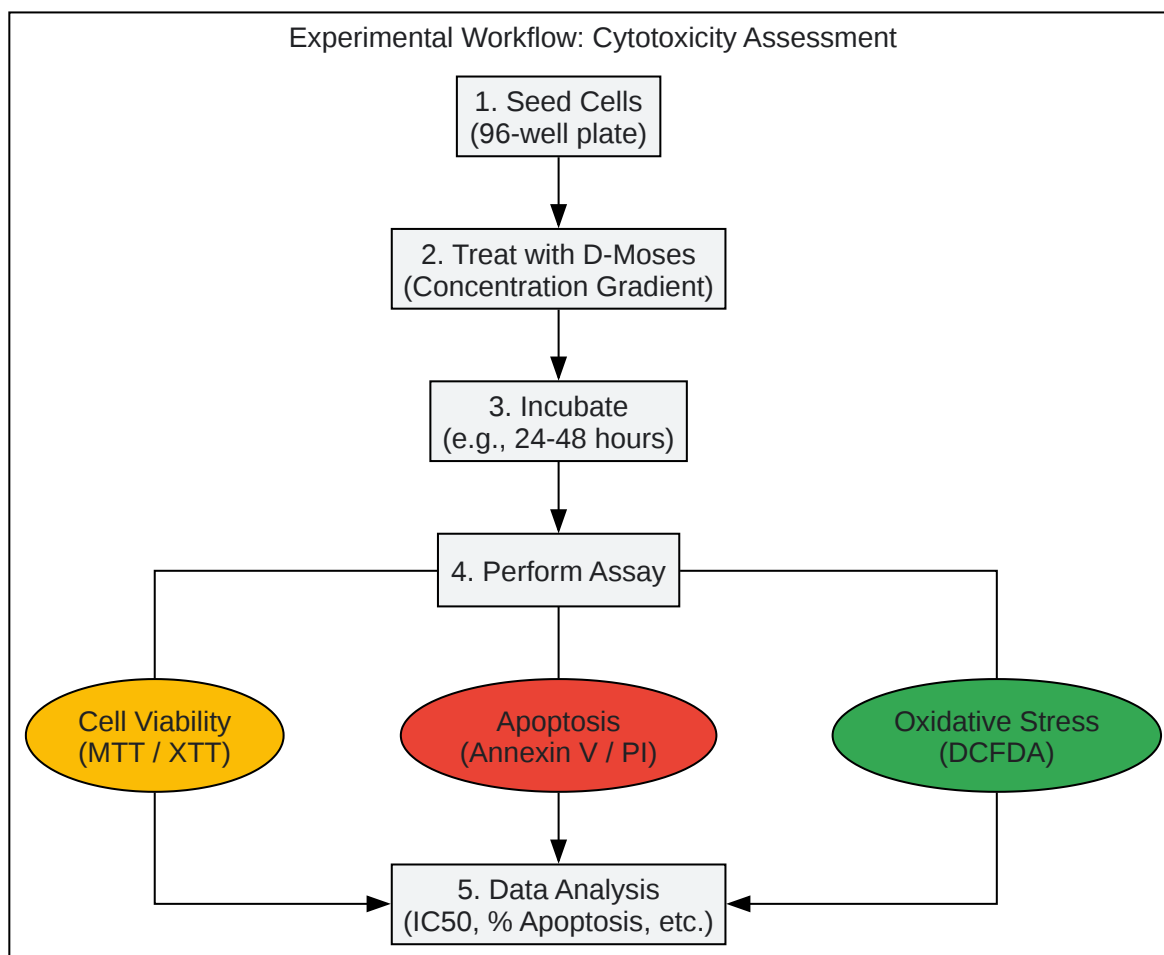 Experimental Workflow: Cytotoxicity Assessment
1. Seed Cells
(96-well plate)
2. Treat with D-Moses
(Concentration Gradient)
3. Incubate
(e.g., 24-48 hours)
4. Perform Assay
Cell Viability
(MTT / XTT)
Apoptosis
(Annexin V / PI)
Oxidative Stress
(DCFDA)
5. Data Analysis
(IC50, % Apoptosis, etc.)